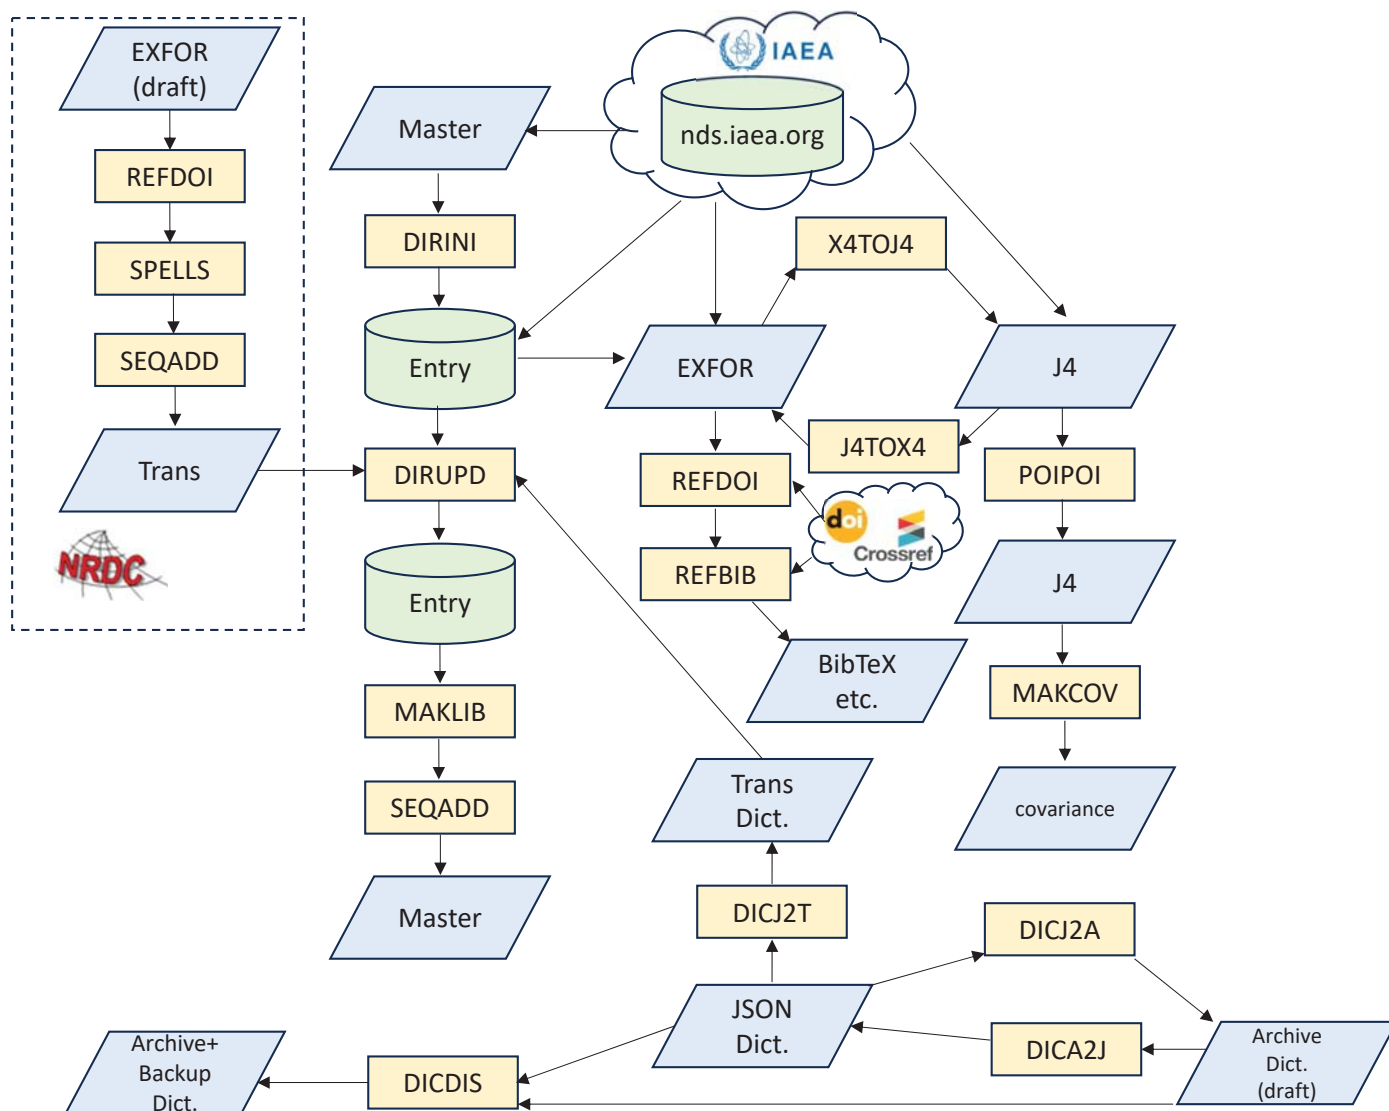 EXFOR
(draft)
REFDOI
SPELLS
SEQADD
Trans
NRDC
IAEA
nds.iaea.org
Master
DIRINI
Entry
DIRUPD
Entry
MAKLIB
SEQADD
Master
X4TOJ4
EXFOR
J4
J4TOX4
REFDOI
POIPOI
doi
Crossref
REFBIB
J4
BibTeX
etc.
MAKCOV
covariance
Trans
Dict.
DICJ2T
DICJ2A
JSON
Dict.
DICA2J
Archive
Dict.
(draft)
DICDIS
Archive+
Backup
Dict.